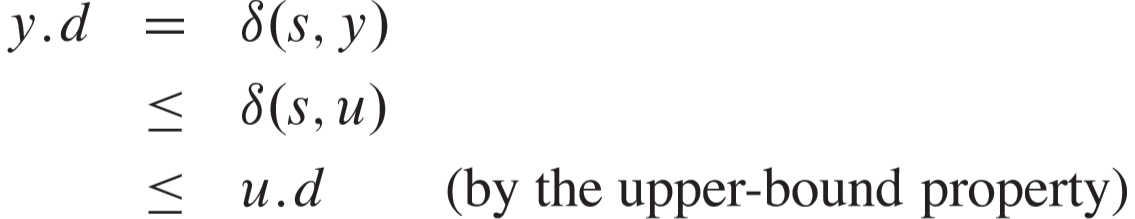 y.d = δ(s, y)
≤ δ(s, u)
≤ u.d (by the upper-bound property)